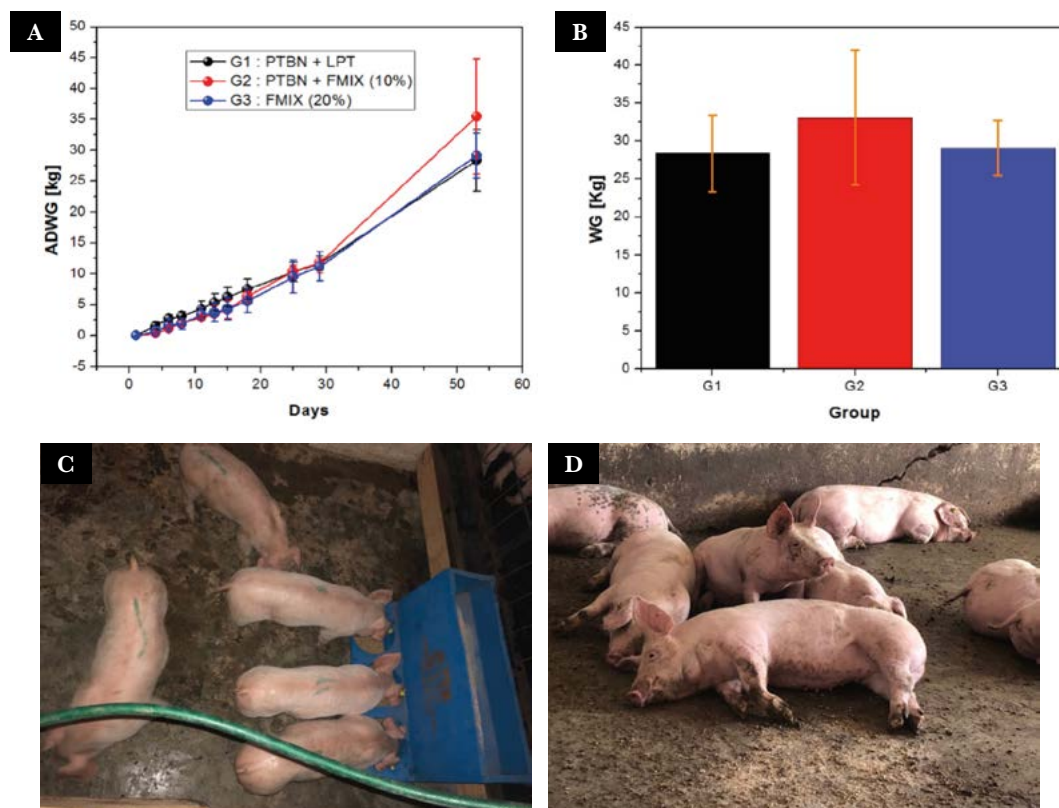 A
50
45
40
35
30
25
20
15
10
5
0
-5
ADWG [kg]
G1 : PTBN + LPT
G2 : PTBN + FMIX (10%)
G3 : FMIX (20%)
0 10 20 30 40 50 60
Days
B
45
40
35
30
25
20
15
10
5
0
WG [Kg]
G1 G2 G3
Group
C
D